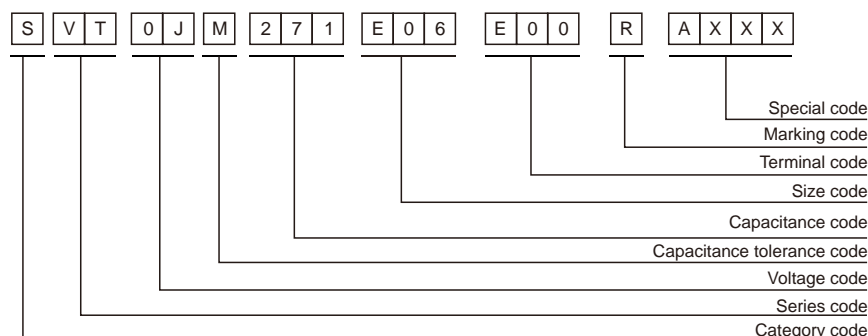 S V T 0 J M 2 7 1 E 0 6 E 0 0 R A X X X
Special code
Marking code
Terminal code
Size code
Capacitance code
Capacitance tolerance code
Voltage code
Series code
Category code